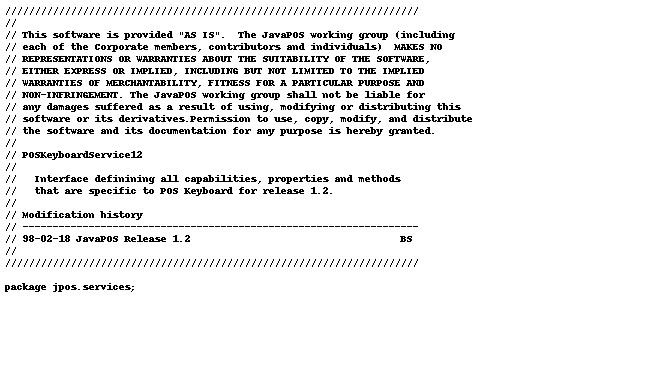 //////////////////////////////////////////////////////////////////////
//
// This software is provided "AS IS".  The JavaPOS working group (including
// each of the Corporate members, contributors and individuals)  MAKES NO
// REPRESENTATIONS OR WARRANTIES ABOUT THE SUITABILITY OF THE SOFTWARE,
// EITHER EXPRESS OR IMPLIED, INCLUDING BUT NOT LIMITED TO THE IMPLIED
// WARRANTIES OF MERCHANTABILITY, FITNESS FOR A PARTICULAR PURPOSE AND
// NON-INFRINGEMENT. The JavaPOS working group shall not be liable for
// any damages suffered as a result of using, modifying or distributing this
// software or its derivatives.Permission to use, copy, modify, and distribute
// the software and its documentation for any purpose is hereby granted.
//
// POSKeyboardService12
//
//   Interface definining all capabilities, properties and methods
//   that are specific to POS Keyboard for release 1.2.
//
// Modification history
// ------------------------------------------------------------------
// 98-02-18 JavaPOS Release 1.2                                   BS
//
//////////////////////////////////////////////////////////////////////
package jpos.services;